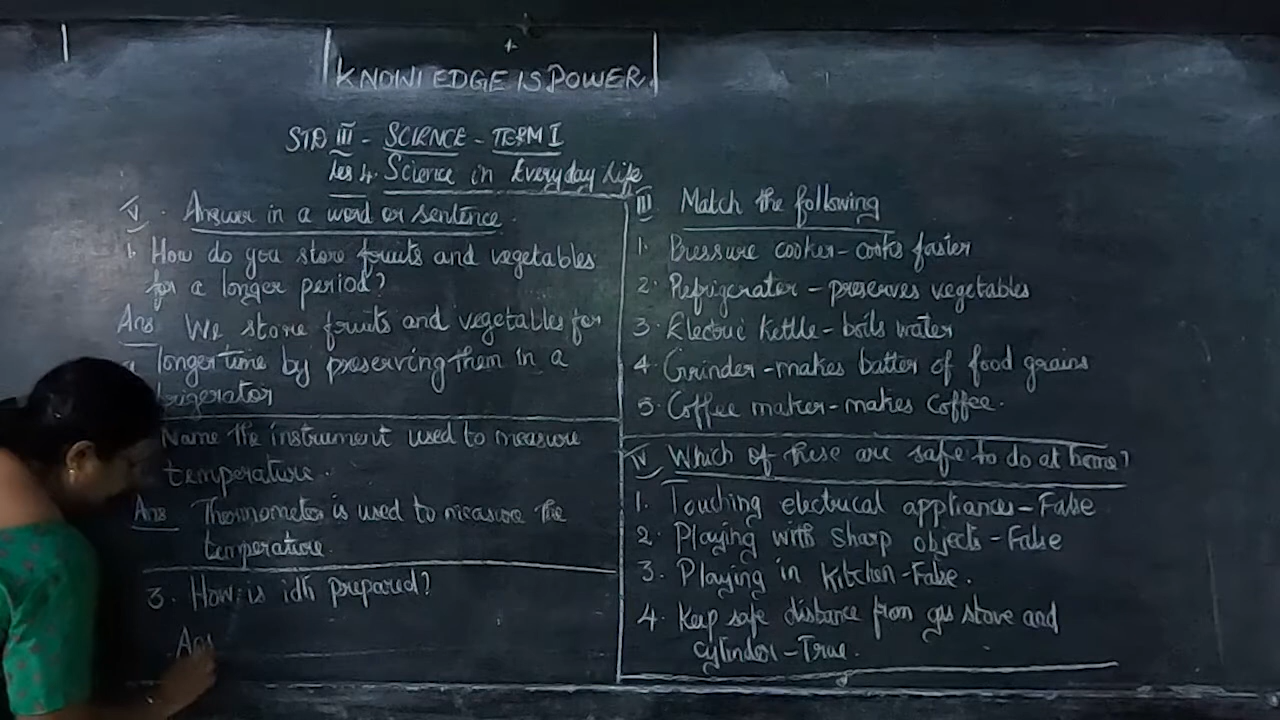 KNOWLEDGE IS POWER.
STD III - SCIENCE - TERM I
Les 4. Science in Everyday Life
V. Answer in a word or sentence.
1. How do you store fruits and vegetables
for a longer period?
Ans We store fruits and vegetables for
a longer time by preserving them in a
rigerator
Name the instrument used to measure
temperature.
Ans Thermometer is used to measure the
temperature.
3. How is idli prepared?
Ans
III Match the following
1. Pressure cooker - cooks faster
2. Refrigerator - preserves vegetables
3. Electric Kettle - boils water
4. Grinder - makes batter of food grains
5. Coffee maker - makes Coffee.
IV Which of these are safe to do at home?
1. Touching electrical appliances - False
2. Playing with sharp objects - False
3. Playing in Kitchen - False.
4. Keep safe distance from gas stove and
cylinder - True.